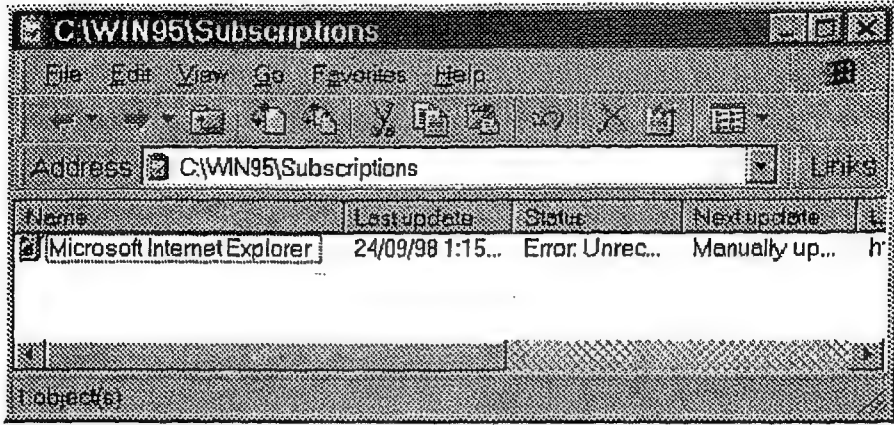 C:\WIN95\Subscriptions
File Edit View Go Favorites Help
Address C:\WIN95\Subscriptions Links
Name Last update Status Next update L
Microsoft Internet Explorer 24/09/98 1:15... Error: Unrec... Manually up... h
1 object(s)